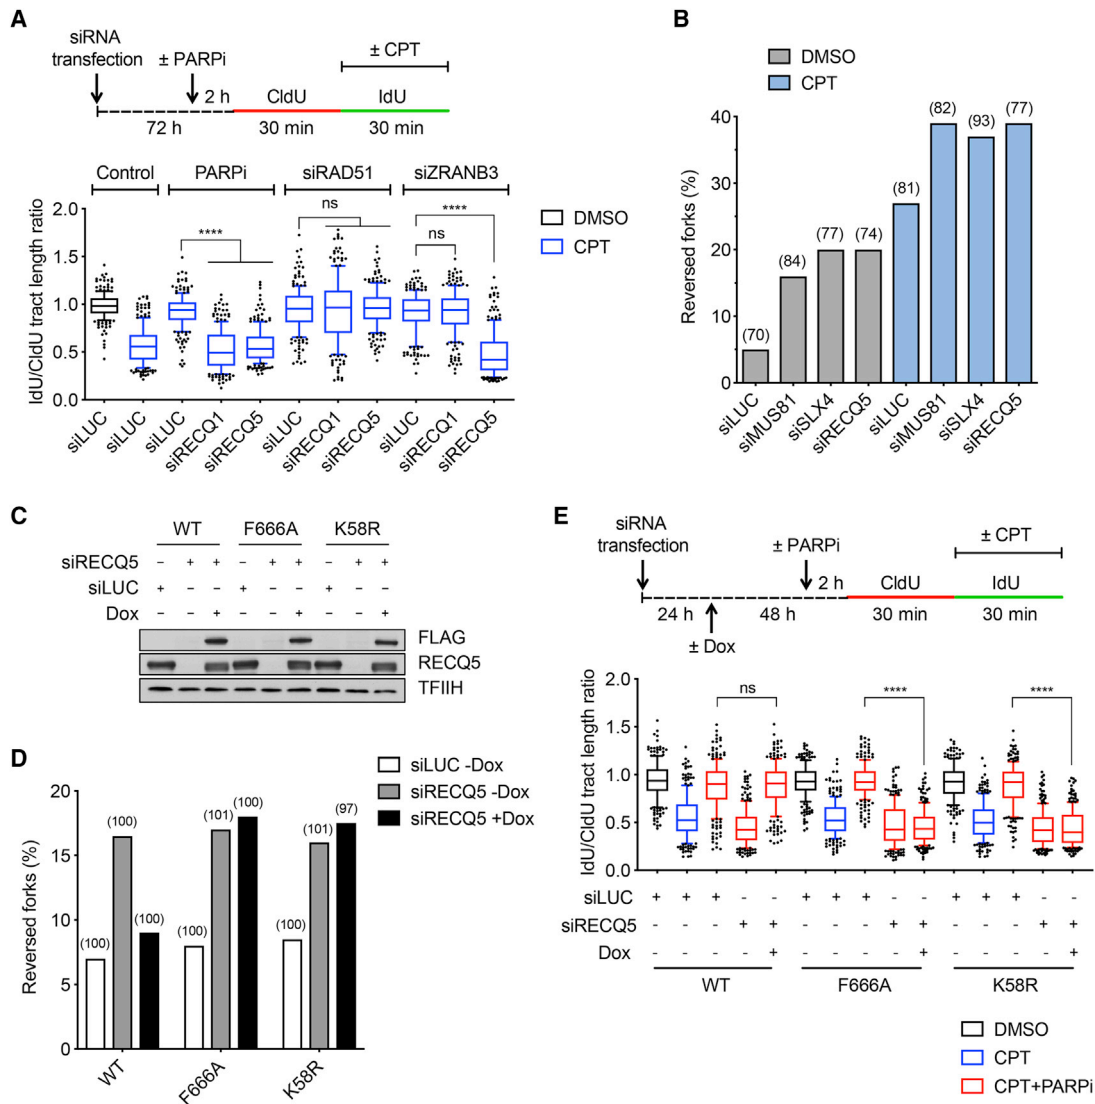 A
siRNA
transfection
± PARPi
± CPT
2 h
CldU
IdU
72 h
30 min
30 min
Control
PARPi
siRAD51
siZRANB3
IdU/CldU tract length ratio
2.0
1.5
1.0
0.5
0.0
****
ns
****
ns
DMSO
CPT
siLUC
siLUC
siLUC
siRECQ1
siRECQ5
siLUC
siRECQ1
siRECQ5
siLUC
siRECQ1
siRECQ5
B
DMSO
CPT
Reversed forks (%)
40
30
20
10
0
(70)
(84)
(77)
(74)
(81)
(82)
(93)
(77)
siLUC
siMUS81
siSLX4
siRECQ5
siLUC
siMUS81
siSLX4
siRECQ5
C
WT F666A K58R
siRECQ5 – + + – + + – + +
siLUC + – – + – – + – –
Dox – – + – – + – – +
FLAG
RECQ5
TFIIH
D
siLUC -Dox
siRECQ5 -Dox
siRECQ5 +Dox
Reversed forks (%)
20
15
10
5
0
(100)
(100)
(100)
(100)
(101)
(100)
(100)
(101)
(97)
WT
F666A
K58R
E
siRNA
transfection
± PARPi
± CPT
2 h
CldU
IdU
24 h
48 h
30 min
30 min
± Dox
IdU/CldU tract length ratio
2.0
1.5
1.0
0.5
0.0
ns
****
****
siLUC + + + - - + + + - - + + + - -
siRECQ5 - - - + + - - - + + - - - + +
Dox - - - - + - - - - + - - - - +
WT
F666A
K58R
DMSO
CPT
CPT+PARPi